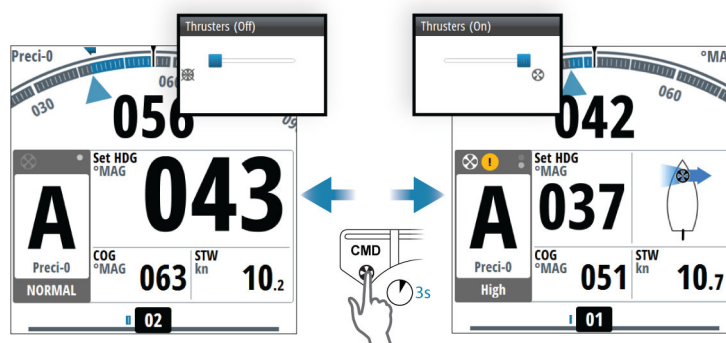 Thrusters (Off)
Preci-0
030
06
056
09
Set HDG
°MAG
043
A
Preci-0
NORMAL
COG
°MAG
063
STW
kn
10.2
02
CMD
3s
Thrusters (On)
°MA
060
042
!
Set HDG
°MAG
037
A
Preci-0
High
COG
°MAG
051
STW
kn
10.7
01